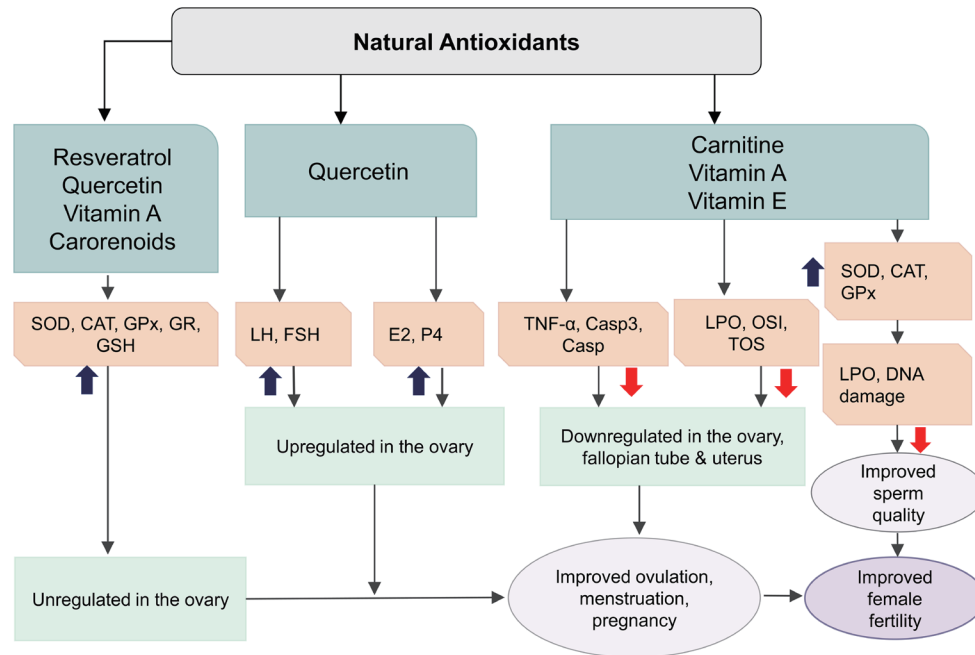 Natural Antioxidants
Resveratrol
Quercetin
Vitamin A
Carorenoids
Quercetin
Carnitine
Vitamin A
Vitamin E
SOD, CAT, GPx, GR,
GSH
LH, FSH
E2, P4
TNF-α, Casp3,
Casp
LPO, OSI,
TOS
SOD, CAT,
GPx
LPO, DNA
damage
Upregulated in the ovary
Downregulated in the ovary,
fallopian tube & uterus
Improved
sperm
quality
Unregulated in the ovary
Improved ovulation,
menstruation,
pregnancy
Improved
female
fertility